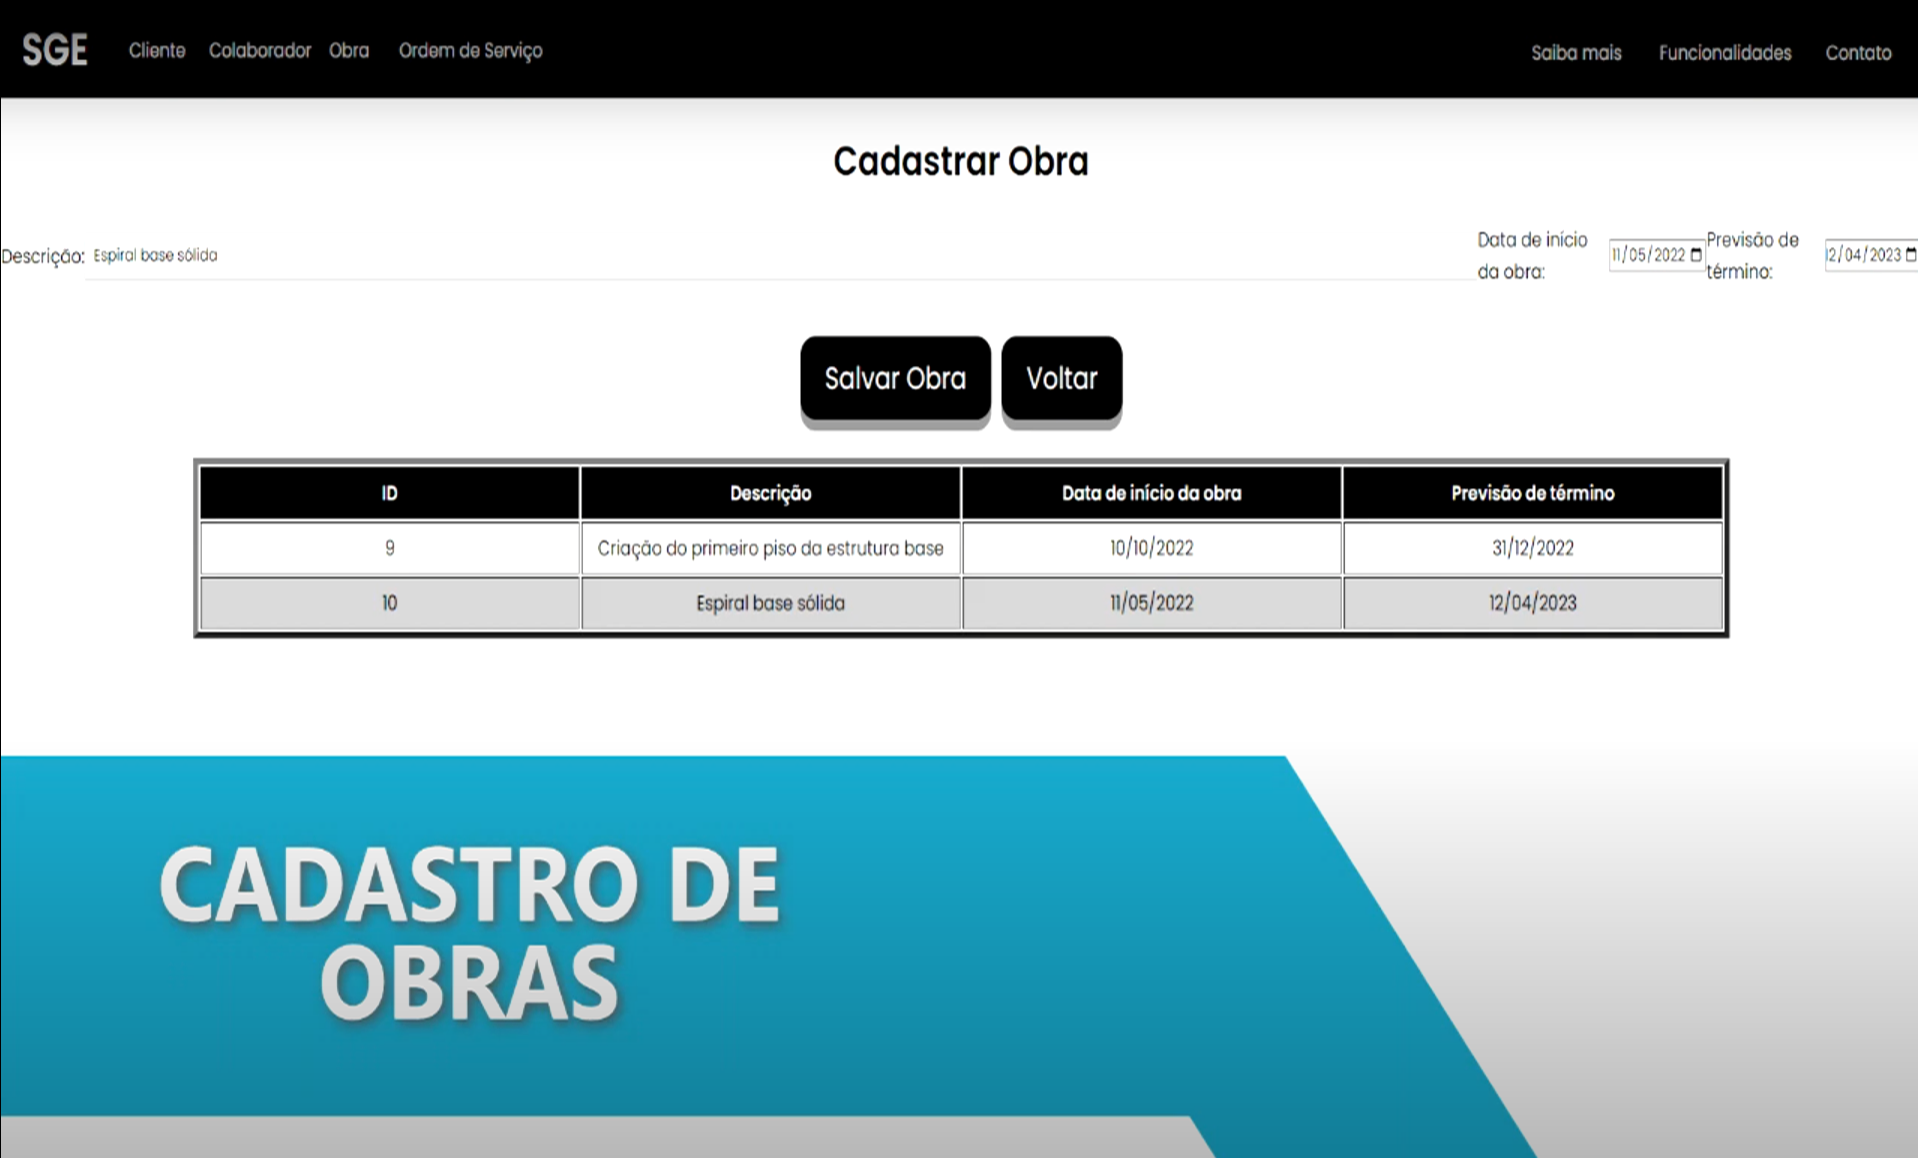 SGE Cliente Colaborador Obra Ordem de Serviço Saiba mais Funcionalidades Contato
Cadastrar Obra
Descrição: Espiral base sólida
Data de início
da obra:
11/05/2022
Previsão de
término:
12/04/2023
Salvar Obra Voltar
ID Descrição Data de início da obra Previsão de término
9 Criação do primeiro piso da estrutura base 10/10/2022 31/12/2022
10 Espiral base sólida 11/05/2022 12/04/2023
CADASTRO DE
OBRAS